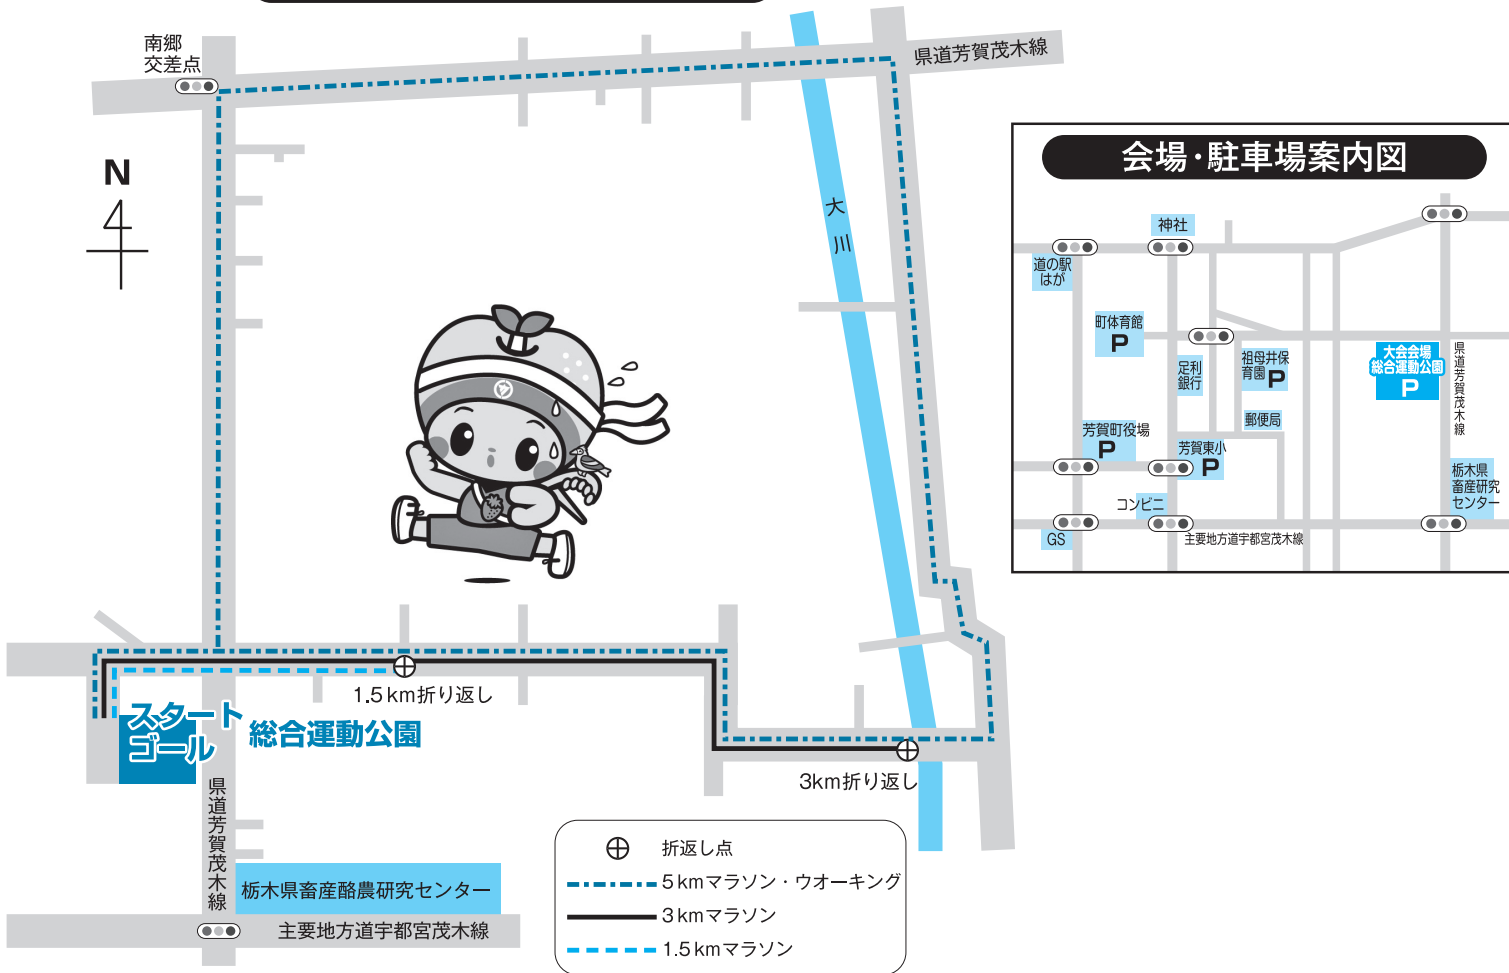 南郷
交差点
県道芳賀茂木線
N
大川
1.5km折り返し
スタート
ゴール
総合運動公園
3km折り返し
県道芳賀茂木線
栃木県畜産酪農研究センター
主要地方道宇都宮茂木線
折返し点
5kmマラソン・ウオーキング
3kmマラソン
1.5kmマラソン
会場・駐車場案内図
神社
道の駅
はが
町体育館
P
足利
銀行
祖母井保
育園 P
大会会場
総合運動公園
P
県道芳賀茂木線
郵便局
芳賀町役場
P
芳賀東小
P
栃木県
畜産研究
センター
コンビニ
GS
主要地方道宇都宮茂木線